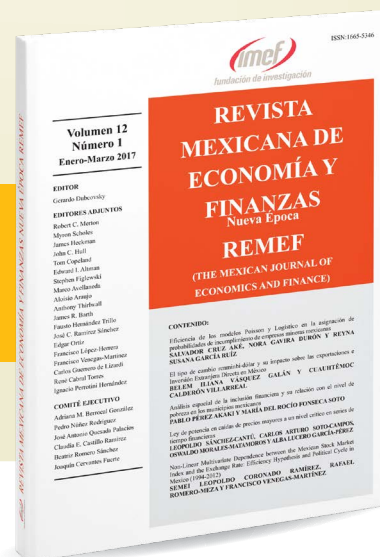 ISSN:1665-5346
imef
fundación de investigación
Volumen 12
Número 1
Enero-Marzo 2017
EDITOR
Gerardo Dubcovsky
EDITORES ADJUNTOS
Robert C. Merton
Myron Scholes
James Heckman
John C. Hull
Tom Copeland
Edward I. Altman
Stephen Figlewski
Marco Avellaneda
Aloisio Araujo
Anthony Thirlwall
James R. Barth
Fausto Hernández Trillo
José C. Ramírez Sánchez
Edgar Ortiz
Francisco López-Herrera
Francisco Venegas-Martínez
Carlos Guerrero de Lizardi
René Cabral Torres
Ignacio Perrotini Hernández
COMITÉ EJECUTIVO
Adriana M. Berrocal González
Pedro Núñez Rodríguez
José Antonio Quesada Palacios
Claudia E. Castillo Ramírez
Beatriz Romero Sánchez
Joaquín Cervantes Fuerte
REVISTA
MEXICANA DE
ECONOMÍA Y
FINANZAS
Nueva Época
REMEF
(THE MEXICAN JOURNAL OF
ECONOMICS AND FINANCE)
CONTENIDO:
Eficiencia de los modelos Poisson y Logístico en la asignación de
probabilidades de incumplimiento de empresas mineras mexicanas
SALVADOR CRUZ AKÉ, NORA GAVIRA DURÓN Y REYNA
SUSANA GARCÍA RUIZ
El tipo de cambio renminbi-dólar y su impacto sobre las exportaciones e
Inversión Extranjera Directa en México
BELEM ILIANA VÁSQUEZ GALÁN Y CUAUHTÉMOC
CALDERÓN VILLARREAL
Análisis espacial de la inclusión financiera y su relación con el nivel de
pobreza en los municipios mexicanos
PABLO PÉREZ AKAKI Y MARÍA DEL ROCÍO FONSECA SOTO
Ley de potencia en caídas de precios mayores a un nivel crítico en series de
tiempo financieras
LEOPOLDO SÁNCHEZ-CANTÚ, CARLOS ARTURO SOTO-CAMPOS,
OSWALDO MORALES-MATAMOROS Y ALBA LUCERO GARCÍA-PÉREZ
Non-Linear Multivariate Dependence between the Mexican Stock Market
Index and the Exchange Rate: Efficiency Hypothesis and Political Cycle in
Mexico (1994-2012)
SEMEI LEOPOLDO CORONADO RAMÍREZ, RAFAEL
ROMERO-MEZA Y FRANCISCO VENEGAS-MARTÍNEZ
REVISTA MEXICANA DE ECONOMÍA Y FINANZAS NUEVA ÉPOCA REMEF